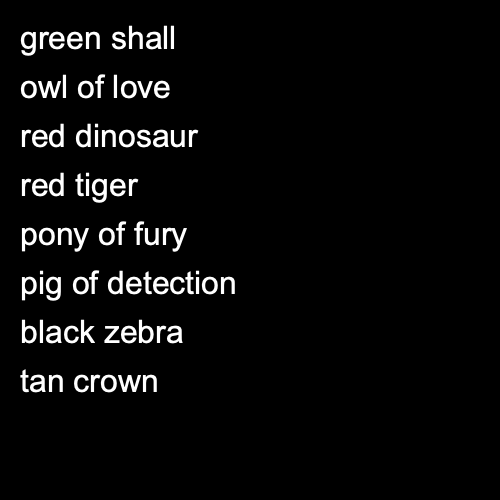 green shall
owl of love
red dinosaur
red tiger
pony of fury
pig of detection
black zebra
tan crown